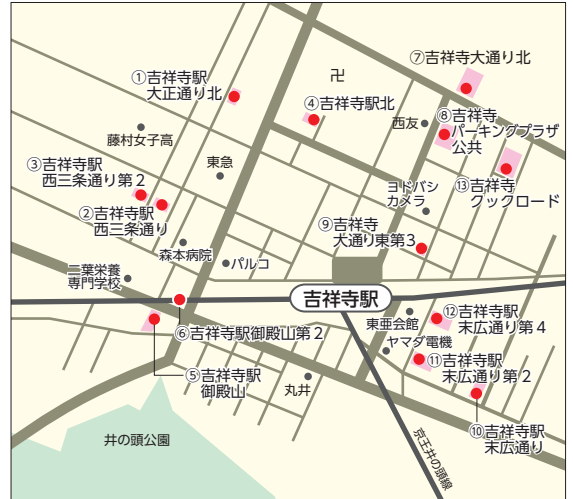 ⑦吉祥寺大通り北
①吉祥寺駅
大正通り北
卍
④吉祥寺駅北
西友
⑧吉祥寺
パーキングプラザ
公共
藤村女子高
③吉祥寺駅
西三条通り第2
東急
⑬吉祥寺
クックロード
ヨドバシ
カメラ
②吉祥寺駅
西三条通り
⑨吉祥寺
大通り東第3
森本病院
パルコ
二葉栄養
専門学校
吉祥寺駅
⑫吉祥寺駅
末広通り第4
東亜会館
⑥吉祥寺駅御殿山第2
ヤマダ電機
⑪吉祥寺駅
末広通り第2
⑤吉祥寺駅
御殿山
丸井
⑩吉祥寺駅
末広通り
井の頭公園
京王井の頭線